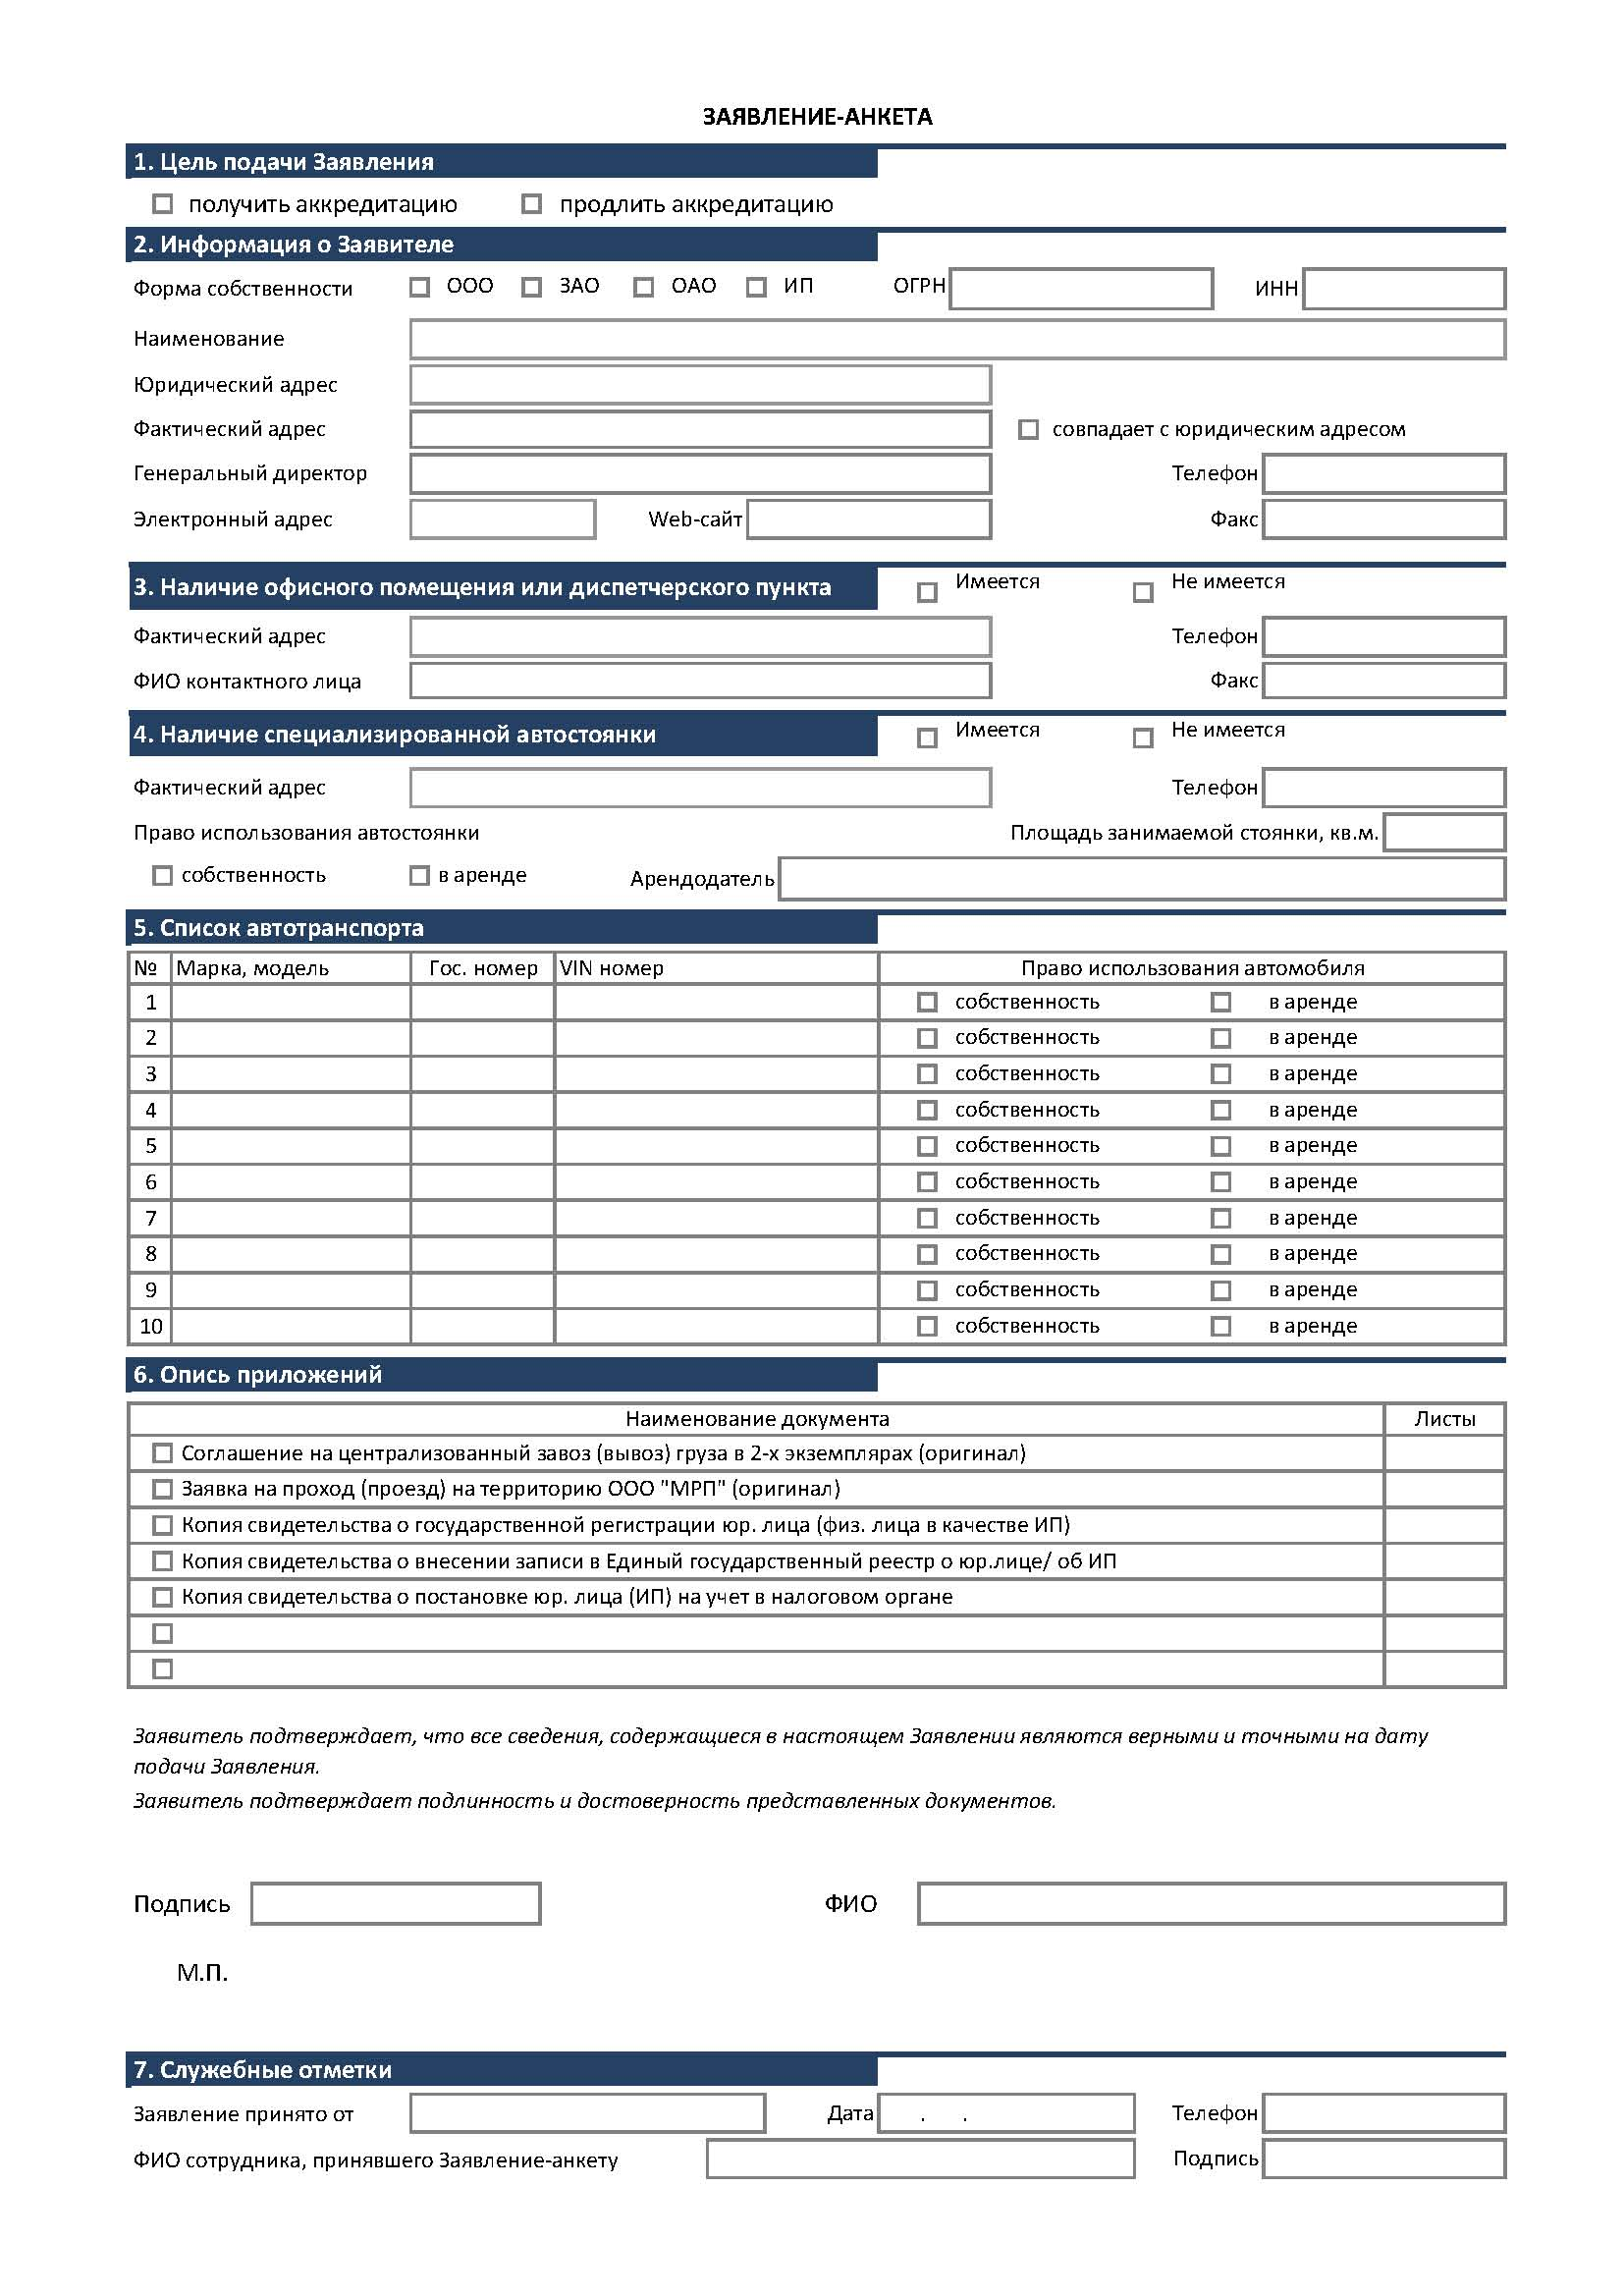 ЗАЯВЛЕНИЕ-АНКЕТА
1. Цель подачи Заявления
получить аккредитацию продлить аккредитацию
2. Информация о Заявителе
Форма собственности ООО ЗАО ОАО ИП ОГРН ИНН
Наименование
Юридический адрес
Фактический адрес совпадает с юридическим адресом
Генеральный директор Телефон
Электронный адрес Web-сайт Факс
3. Наличие офисного помещения или диспетчерского пункта Имеется Не имеется
Фактический адрес Телефон
ФИО контактного лица Факс
4. Наличие специализированной автостоянки Имеется Не имеется
Фактический адрес Телефон
Право использования автостоянки Площадь занимаемой стоянки, кв.м.
собственность в аренде Арендодатель
5. Список автотранспорта
№ Марка, модель Гос. номер VIN номер Право использования автомобиля
1 собственность в аренде
2 собственность в аренде
3 собственность в аренде
4 собственность в аренде
5 собственность в аренде
6 собственность в аренде
7 собственность в аренде
8 собственность в аренде
9 собственность в аренде
10 собственность в аренде
6. Опись приложений
Наименование документа Листы
Соглашение на централизованный завоз (вывоз) груза в 2-х экземплярах (оригинал)
Заявка на проход (проезд) на территорию ООО "МРП" (оригинал)
Копия свидетельства о государственной регистрации юр. лица (физ. лица в качестве ИП)
Копия свидетельства о внесении записи в Единый государственный реестр о юр.лице/ об ИП
Копия свидетельства о постановке юр. лица (ИП) на учет в налоговом органе
Заявитель подтверждает, что все сведения, содержащиеся в настоящем Заявлении являются верными и точными на дату
подачи Заявления.
Заявитель подтверждает подлинность и достоверность представленных документов.
Подпись ФИО
М.П.
7. Служебные отметки
Заявление принято от Дата . . Телефон
ФИО сотрудника, принявшего Заявление-анкету Подпись